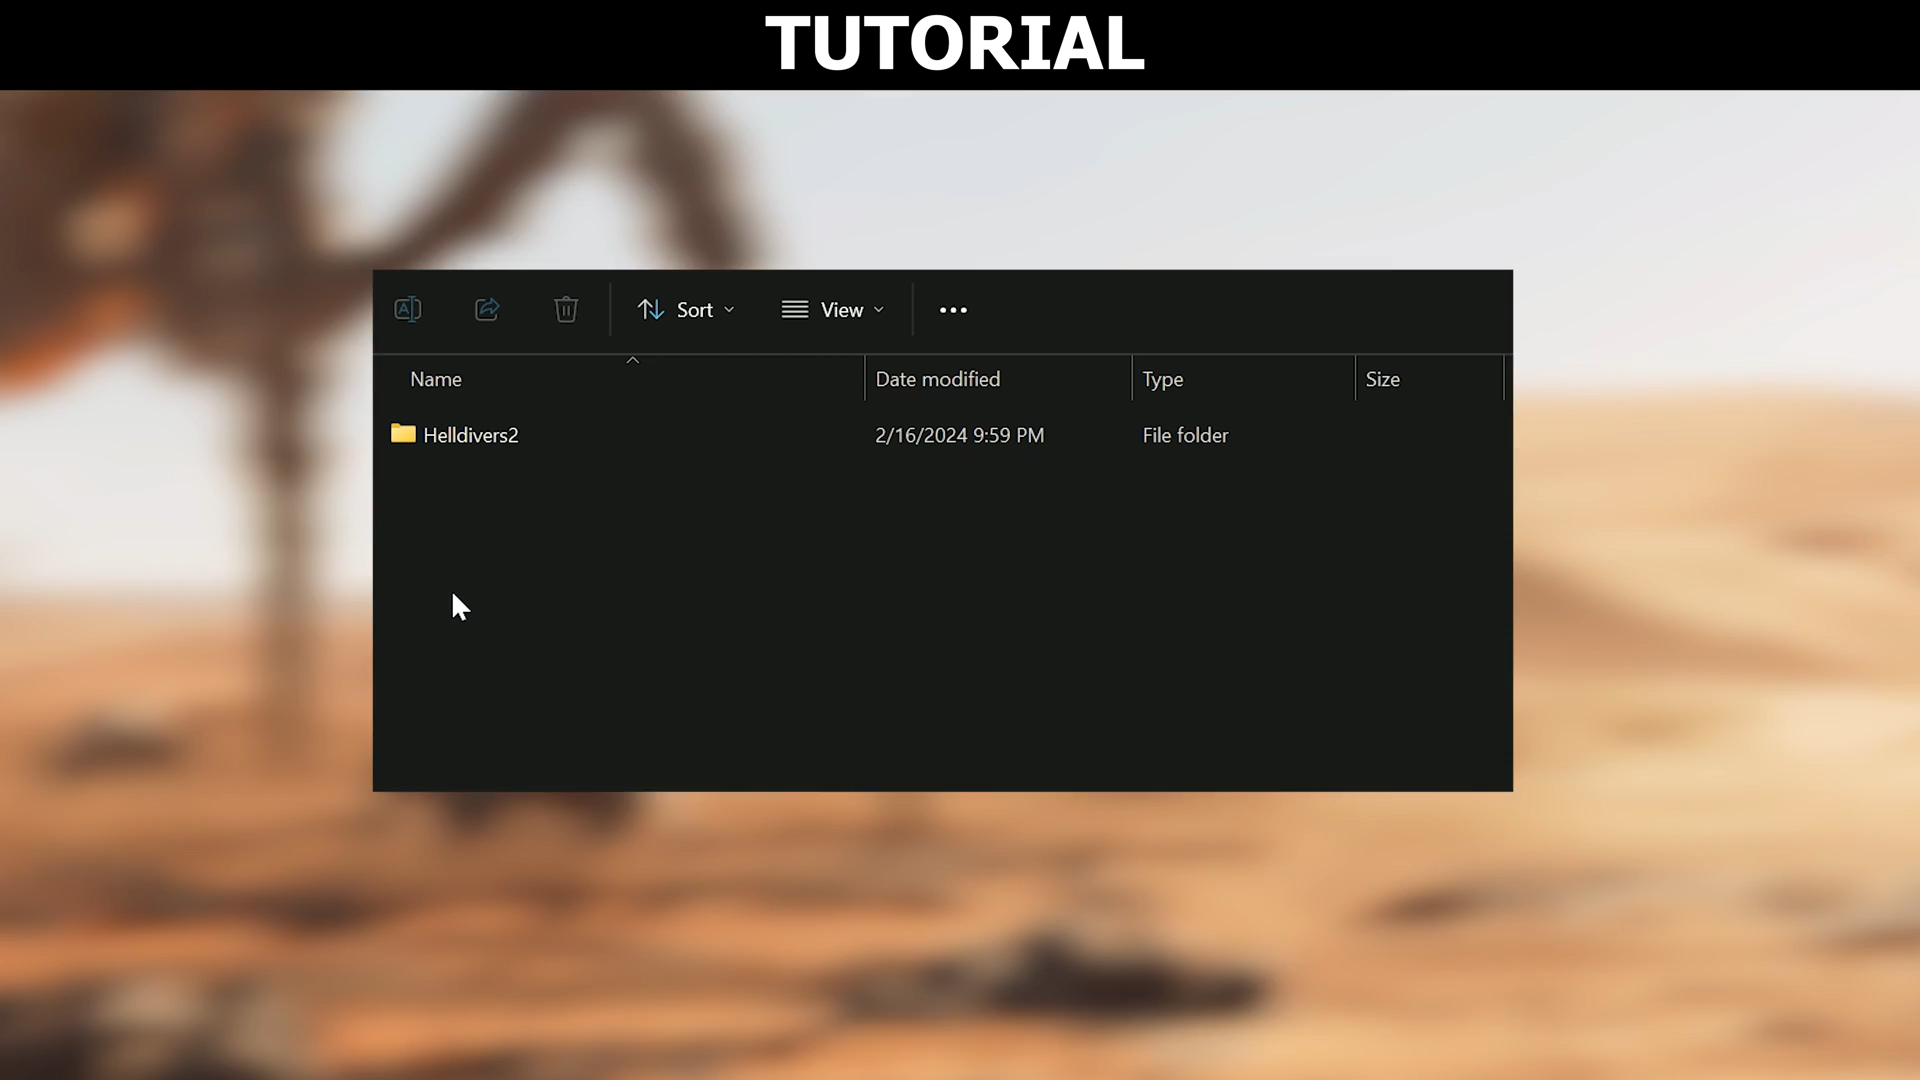 TUTORIAL
Sort View
Name Date modified Type Size
Helldivers2 2/16/2024 9:59 PM File folder